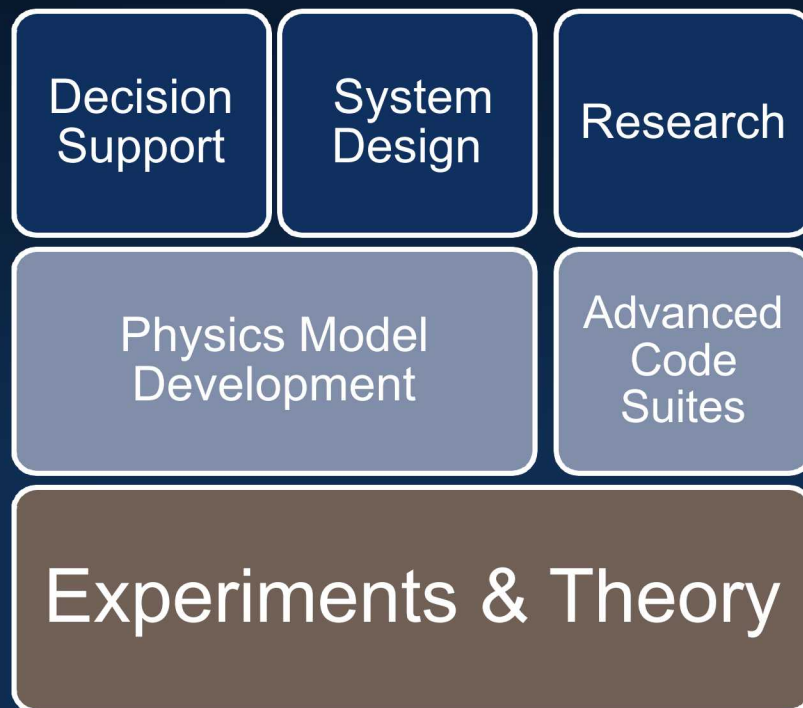 Decision
Support
System
Design
Research
Physics Model
Development
Advanced
Code
Suites
Experiments & Theory